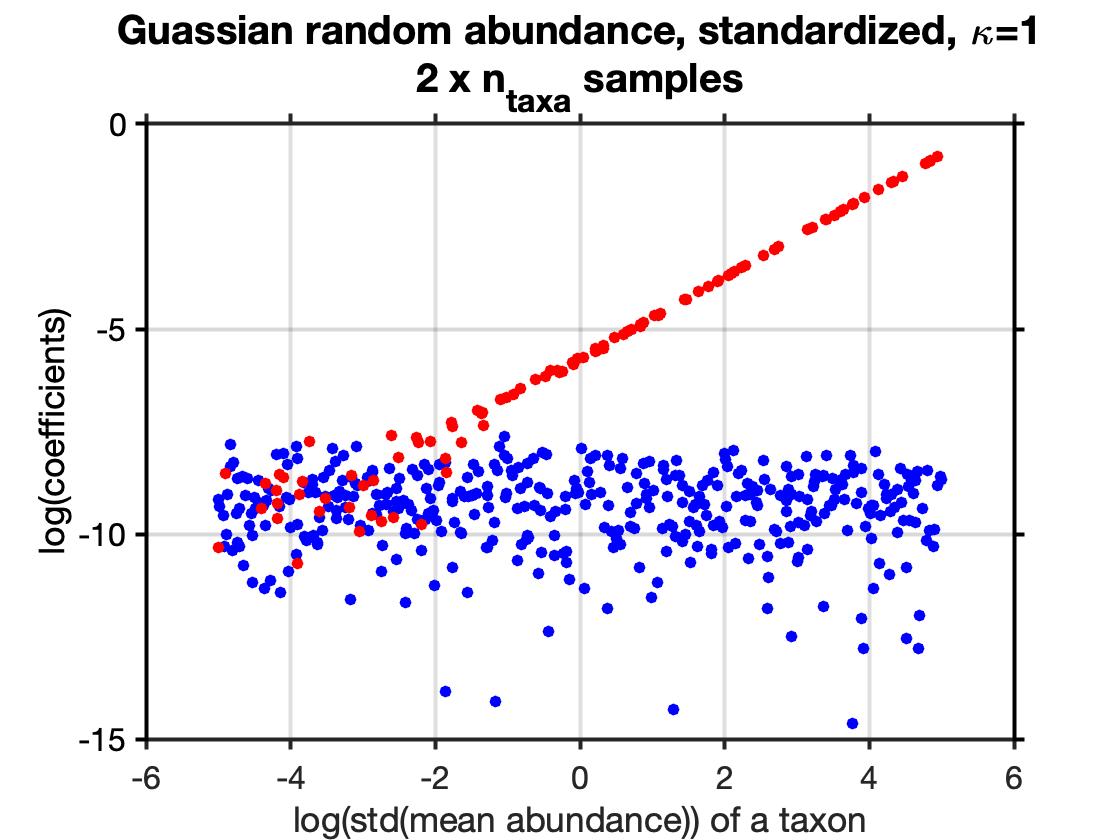 Guassian random abundance, standardized, κ=1
2 x n_taxa samples
0
-5
-10
-15
log(coefficients)
-6 -4 -2 0 2 4 6
log(std(mean abundance)) of a taxon